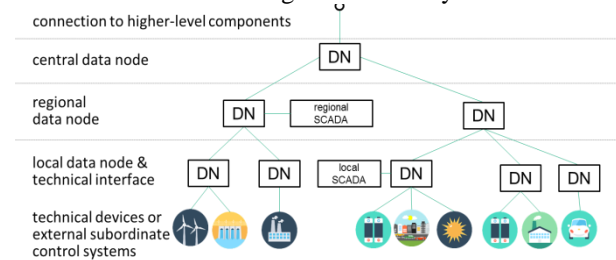 connection to higher-level components
central data node
DN
regional
data node
DN
regional
SCADA
DN
local data node &
technical interface
DN
DN
local
SCADA
DN
DN
DN
technical devices or
external subordinate
control systems